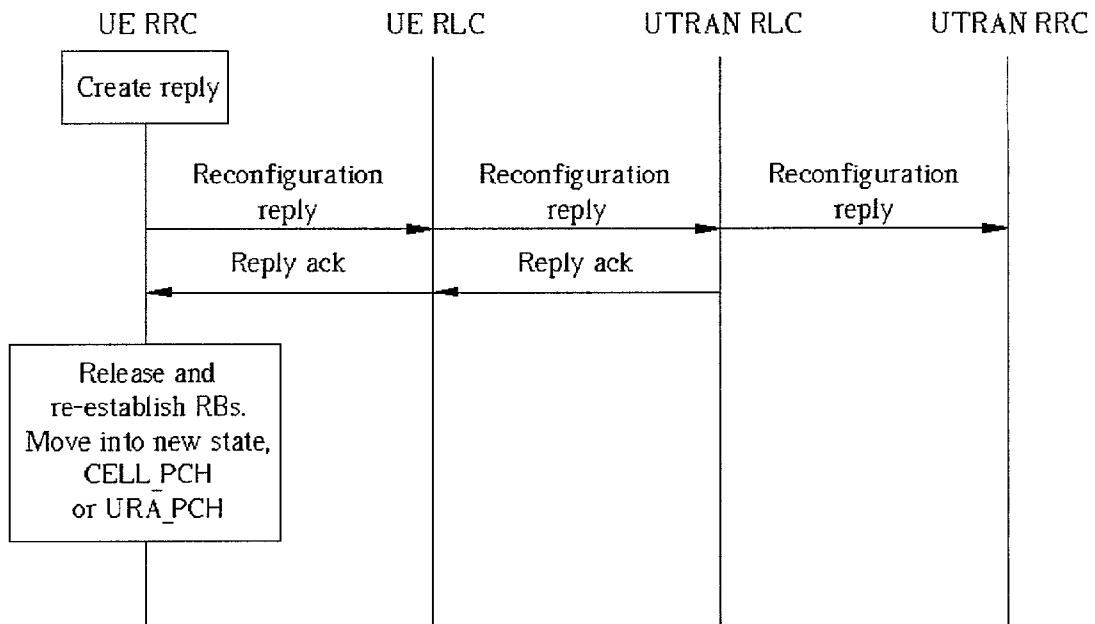 UE RRC UE RLC UTRAN RLC UTRAN RRC
Create reply
Reconfiguration Reconfiguration Reconfiguration
reply reply reply
Reply ack Reply ack
Release and
re-establish RBs.
Move into new state,
CELL_PCH
or URA_PCH